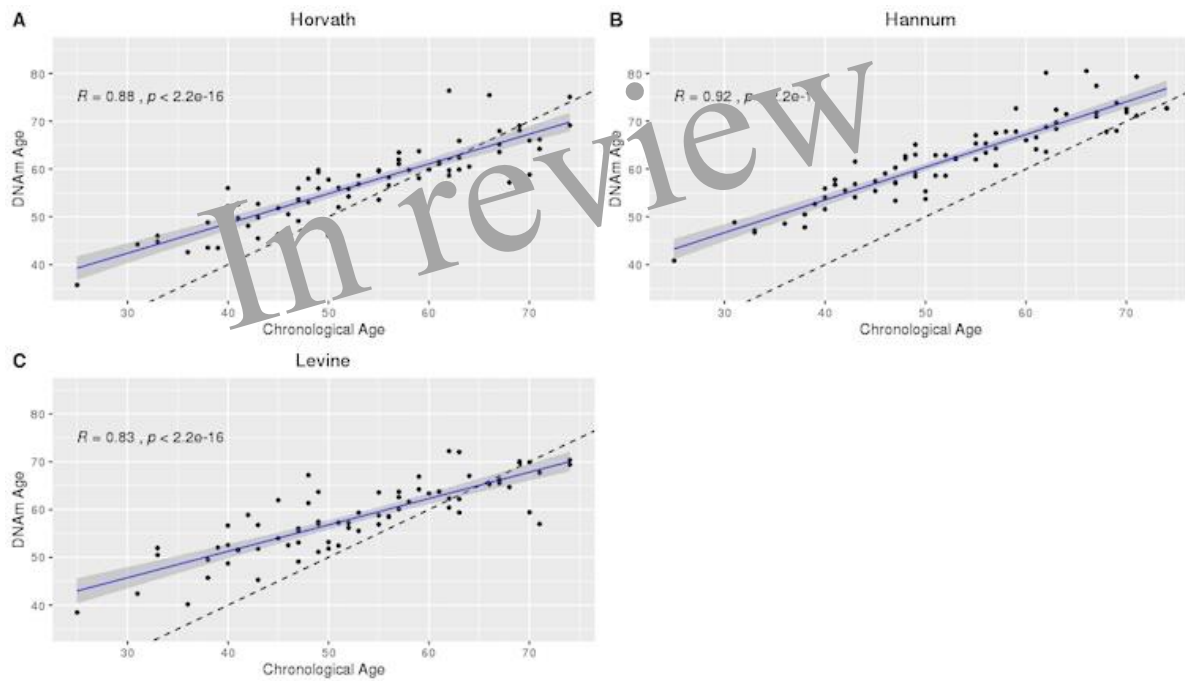 A
Horvath
80
70
60
50
40
R = 0.88 , p < 2.2e-16
DNAm Age
30 40 50 60 70
Chronological Age
B
Hannum
80
70
60
50
40
R = 0.92 , p
DNAm Age
30 40 50 60 70
Chronological Age
In review
C
Levine
80
70
60
50
40
R = 0.83 , p < 2.2e-16
DNAm Age
30 40 50 60 70
Chronological Age